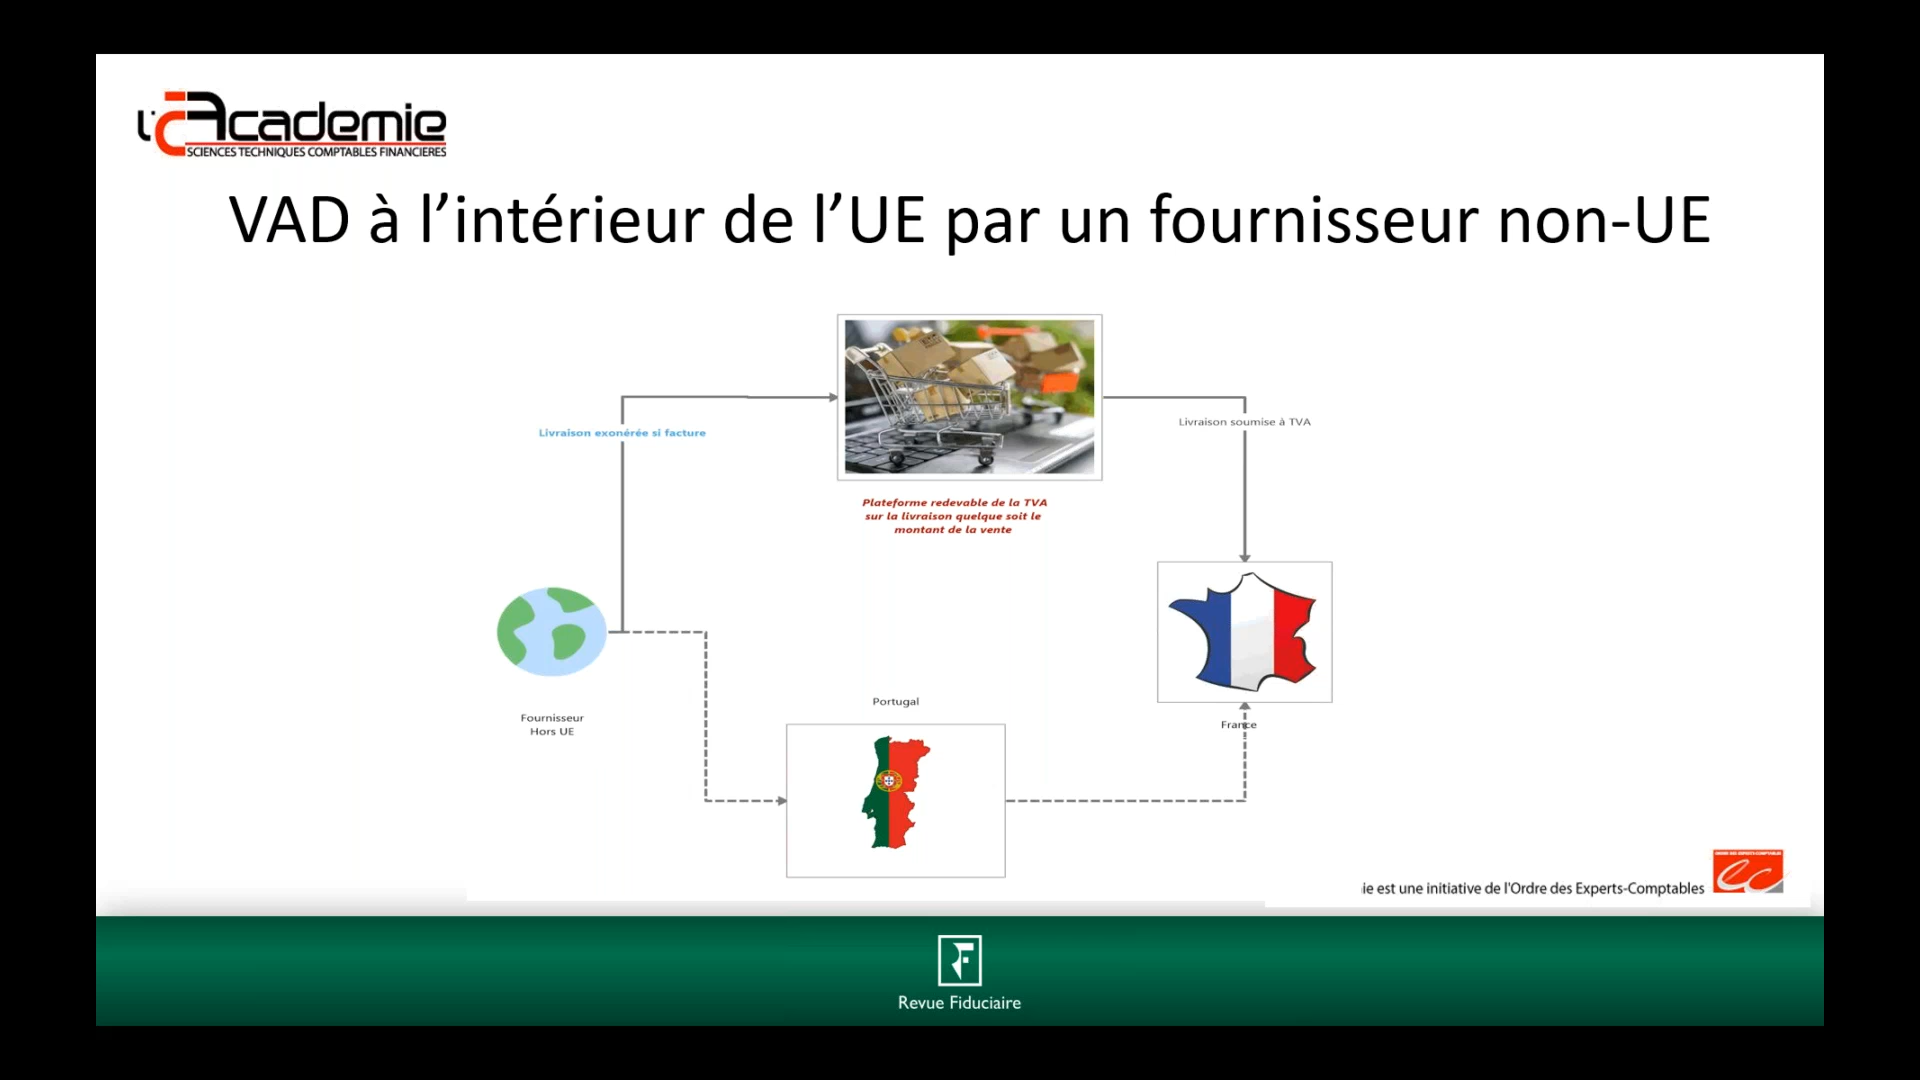 L'Academie
SCIENCES TECHNIQUES COMPTABLES FINANCIERES
VAD à l’intérieur de l’UE par un fournisseur non-UE
Livraison exonérée si facture
Livraison soumise à TVA
Plateforme redevable de la TVA
sur la livraison quelque soit le
montant de la vente
Fournisseur
Hors UE
Portugal
France
ie est une initiative de l'Ordre des Experts-Comptables
ec
Revue Fiduciaire